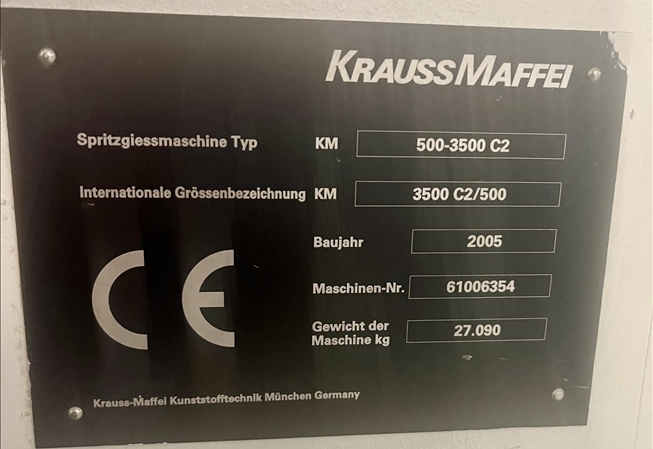 KRAUSSMAFFEI
Spritzgiessmaschine Typ KM 500-3500 C2
Internationale Grössenbezeichnung KM 3500 C2/500
Baujahr 2005
Maschinen-Nr. 61006354
Gewicht der
Maschine kg 27.090
CE
Krauss-Maffei Kunststofftechnik München Germany